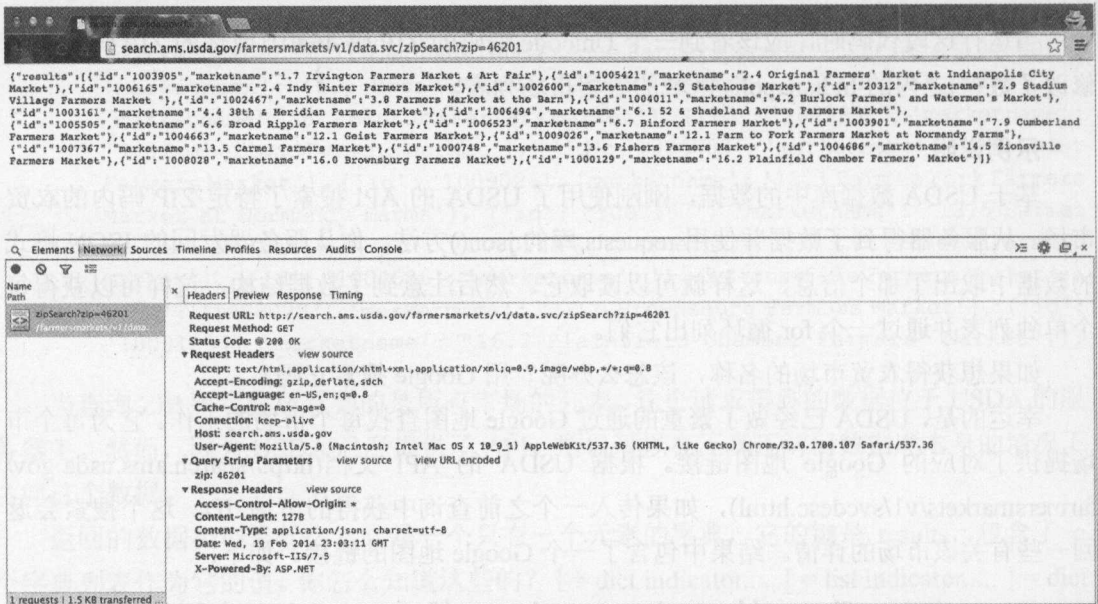 search.ams.usda.gov/farmersmarkets/v1/data.svc/zipSearch?zip=46201
{"results":[{"id":"1003905","marketname":"1.7 Irvington Farmers Market & Art Fair"},{"id":"1005421","marketname":"2.4 Original Farmers' Market at Indianapolis City
Market"},{"id":"1006165","marketname":"2.4 Indy Winter Farmers Market"},{"id":"1002600","marketname":"2.9 Statehouse Market"},{"id":"20312","marketname":"2.9 Stadium
Village Farmers Market "},{"id":"1002467","marketname":"3.8 Farmers Market at the Barn"},{"id":"1004011","marketname":"4.2 Hurlock Farmers' and Watermen's Market"},
{"id":"1003161","marketname":"4.4 38th & Meridian Farmers Market"},{"id":"1006494","marketname":"6.1 52 & Shadeland Avenue Farmers Market"},
{"id":"1005505","marketname":"6.6 Broad Ripple Farmers Market"},{"id":"1006523","marketname":"6.7 Binford Farmers Market"},{"id":"1003901","marketname":"7.9 Cumberland
Farmers Market"},{"id":"1004663","marketname":"12.1 Geist Farmers Market"},{"id":"1009026","marketname":"12.1 Farm to Fork Farmers Market at Normandy Farms"},
{"id":"1007367","marketname":"13.5 Carmel Farmers Market"},{"id":"1000748","marketname":"13.6 Fishers Farmers Market"},{"id":"1004686","marketname":"14.5 Zionsville
Farmers Market"},{"id":"1008028","marketname":"16.0 Brownsburg Farmers Market"},{"id":"1000129","marketname":"16.2 Plainfield Chamber Farmers' Market"}]}
Elements Network Sources Timeline Profiles Resources Audits Console
Name
Path
Headers Preview Response Timing
zipSearch?zip=46201
/farmersmarkets/v1/data.
Request URL: http://search.ams.usda.gov/farmersmarkets/v1/data.svc/zipSearch?zip=46201
Request Method: GET
Status Code: 200 OK
▼ Request Headers view source
Accept: text/html,application/xhtml+xml,application/xml;q=0.9,image/webp,*/*;q=0.8
Accept-Encoding: gzip,deflate,sdch
Accept-Language: en-US,en;q=0.8
Cache-Control: max-age=0
Connection: keep-alive
Host: search.ams.usda.gov
User-Agent: Mozilla/5.0 (Macintosh; Intel Mac OS X 10_9_1) AppleWebKit/537.36 (KHTML, like Gecko) Chrome/32.0.1700.107 Safari/537.36
▼ Query String Parameters view source view URL encoded
zip: 46201
▼ Response Headers view source
Access-Control-Allow-Origin: *
Content-Length: 1278
Content-Type: application/json; charset=utf-8
Date: Wed, 19 Feb 2014 23:03:11 GMT
Server: Microsoft-IIS/7.5
X-Powered-By: ASP.NET
1 requests | 1.5 KB transferred ...